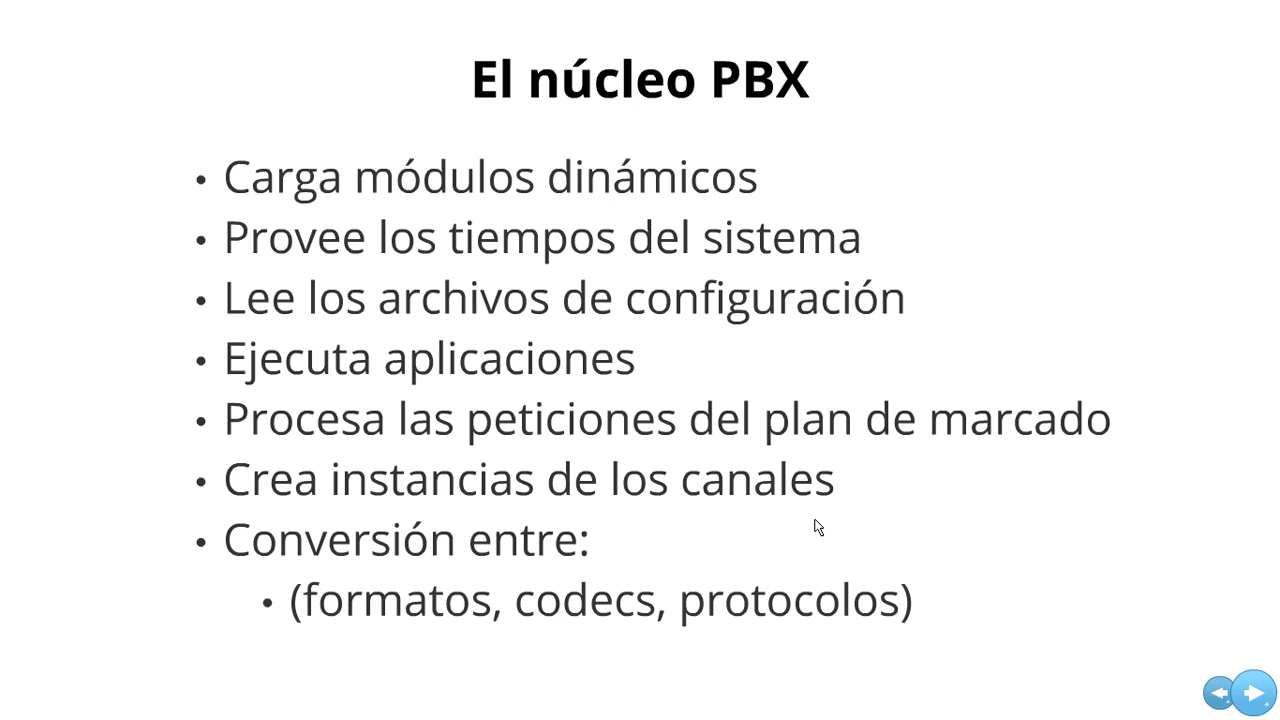 El núcleo PBX
• Carga módulos dinámicos
• Provee los tiempos del sistema
• Lee los archivos de configuración
• Ejecuta aplicaciones
• Procesa las peticiones del plan de marcado
• Crea instancias de los canales
• Conversión entre:
• (formatos, codecs, protocolos)